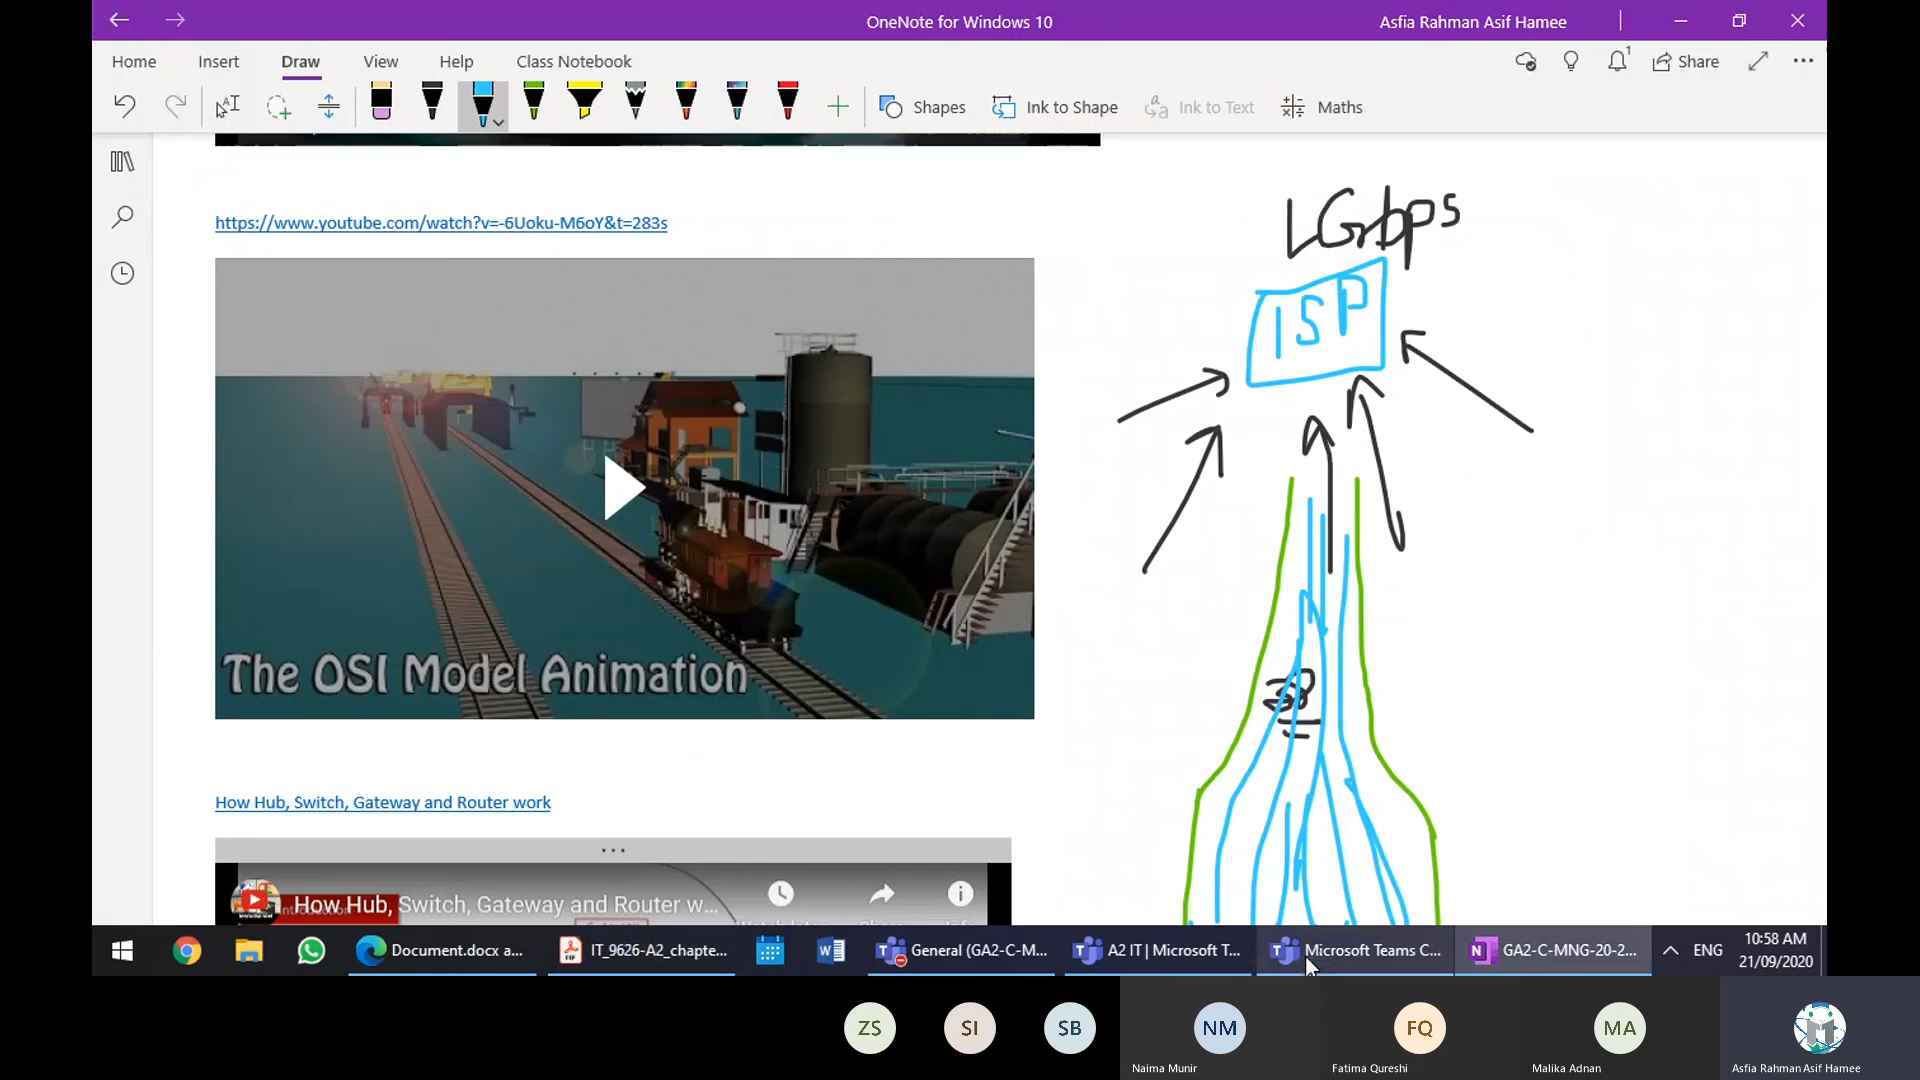 OneNote for Windows 10
Asfia Rahman Asif Hamee
Home Insert Draw View Help Class Notebook
1
Share
Shapes Ink to Shape Ink to Text Maths
https://www.youtube.com/watch?v=-6Uoku-M6oY&t=283s
1Gbps
ISP
The OSI Model Animation
How Hub, Switch, Gateway and Router work
How Hub, Switch, Gateway and Router w...
Document.docx a...
IT_9626-A2_chapte...
General (GA2-C-M...
A2 IT | Microsoft T...
Microsoft Teams C...
GA2-C-MNG-20-2...
ENG
10:58 AM
21/09/2020
ZS SI SB NM FQ MA
Naima Munir
Fatima Qureshi
Malika Adnan
Asfia Rahman Asif Hamee